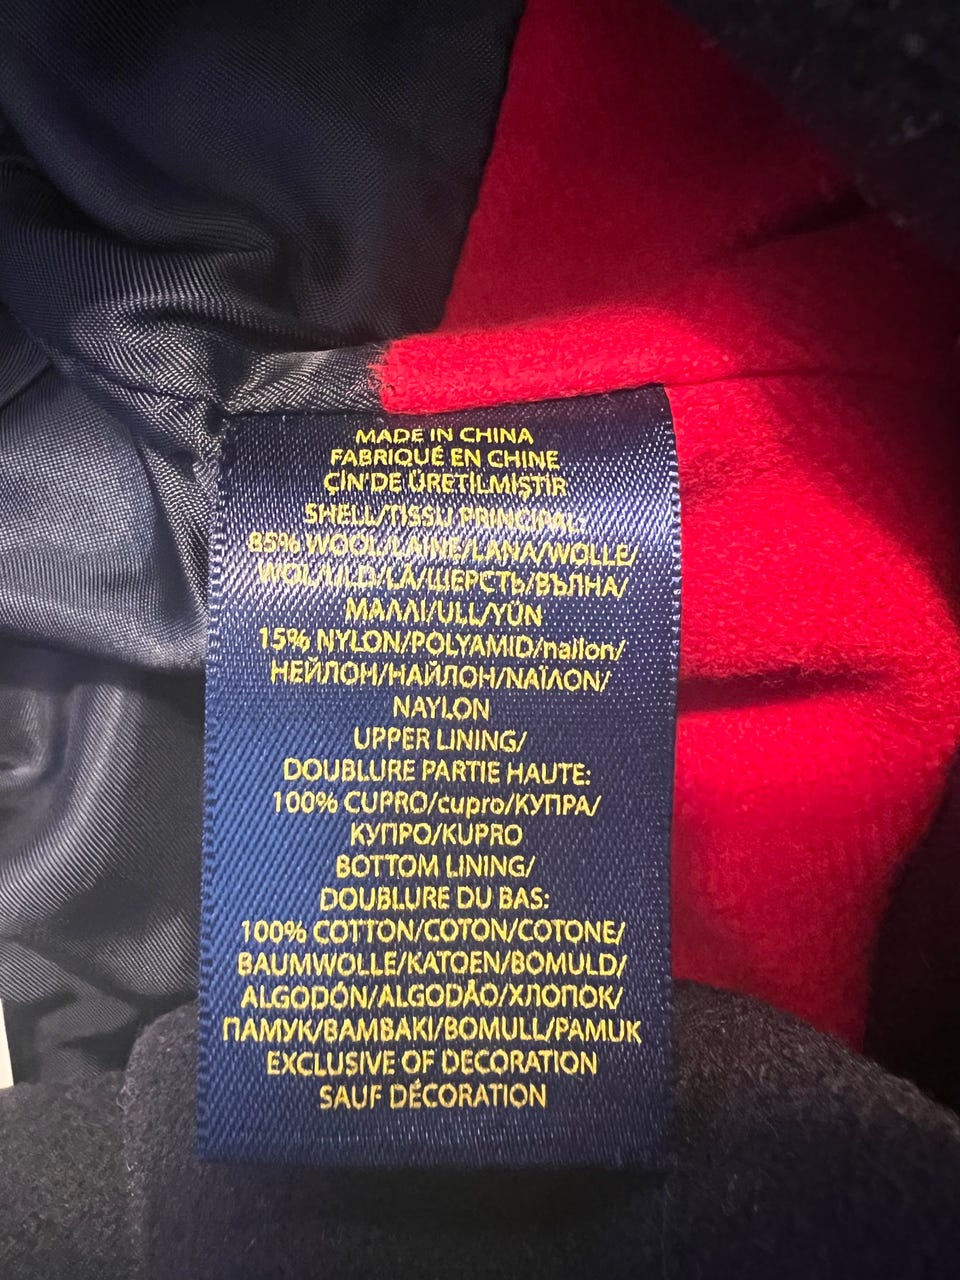 MADE IN CHINA
FABRIQUÉ EN CHINE
ÇİN'DE ÜRETİLMİŞTİR
SHELL/TISSU PRINCIPAL:
85% WOOL/LAINE/LANA/WOLLE/
WOL/ULD/LÃ/ШЕРСТЬ/ВЪЛНА/
ΜΑΛΛΙ/ULL/YÜN
15% NYLON/POLYAMID/nailon/
НЕЙЛОН/НАЙЛОН/ΝΑΪΛΟΝ/
NAYLON
UPPER LINING/
DOUBLURE PARTIE HAUTE:
100% CUPRO/cupro/КУПРА/
КУПРО/KUPRO
BOTTOM LINING/
DOUBLURE DU BAS:
100% COTTON/COTON/COTONE/
BAUMWOLLE/KATOEN/BOMULD/
ALGODÓN/ALGODÃO/ХЛОПОК/
ПАМУК/ΒΑΜΒΑΚΙ/BOMULL/PAMUK
EXCLUSIVE OF DECORATION
SAUF DÉCORATION